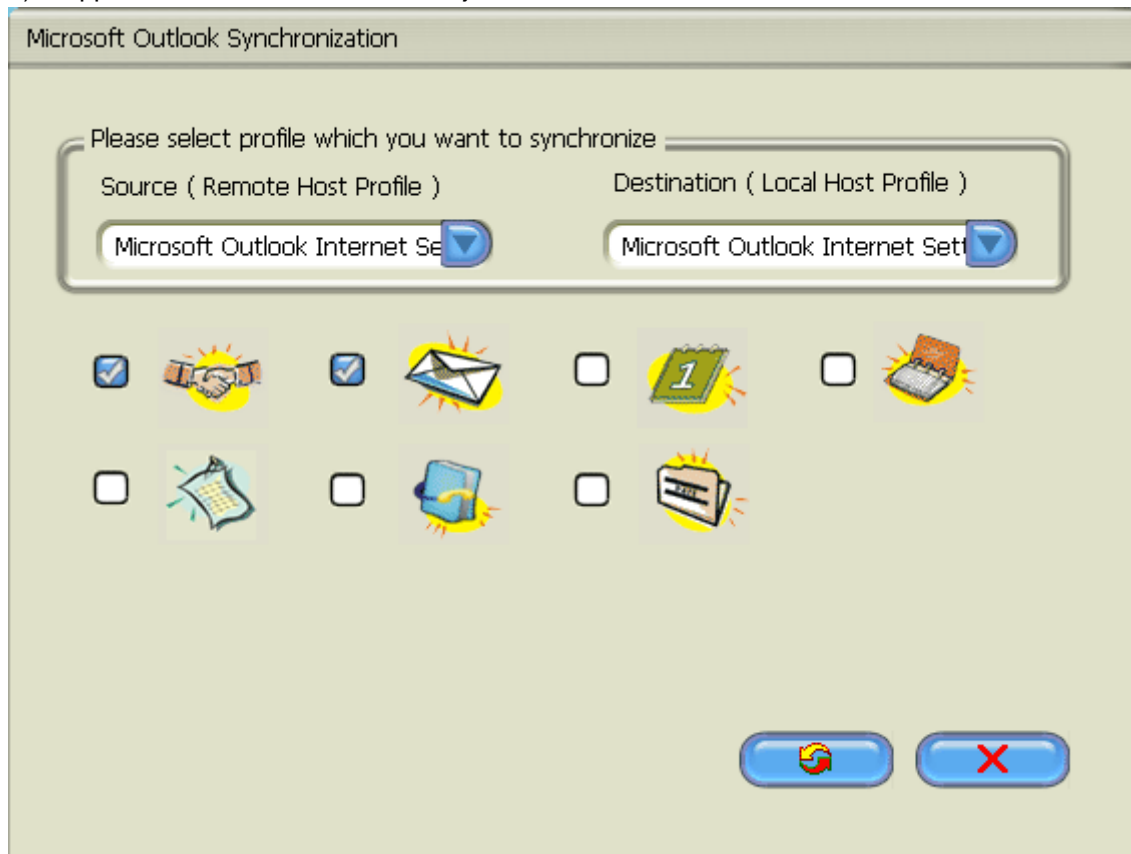 Microsoft Outlook Synchronization
Please select profile which you want to synchronize
Source ( Remote Host Profile )
Destination ( Local Host Profile )
Microsoft Outlook Internet Se
Microsoft Outlook Internet Sett
1